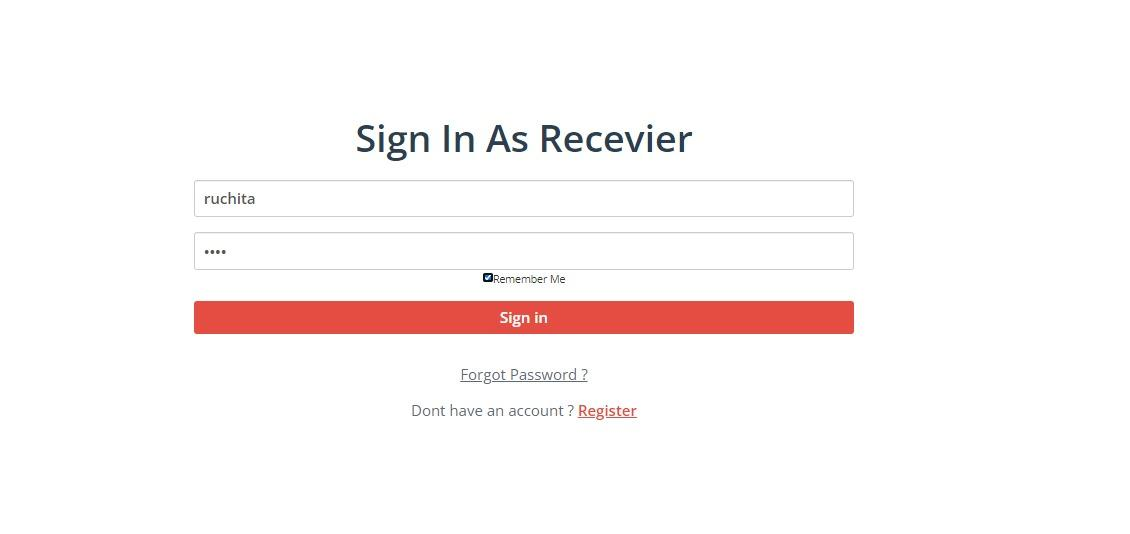 Sign In As Recevier
ruchita
••••
Remember Me
Sign in
Forgot Password ?
Dont have an account ? Register